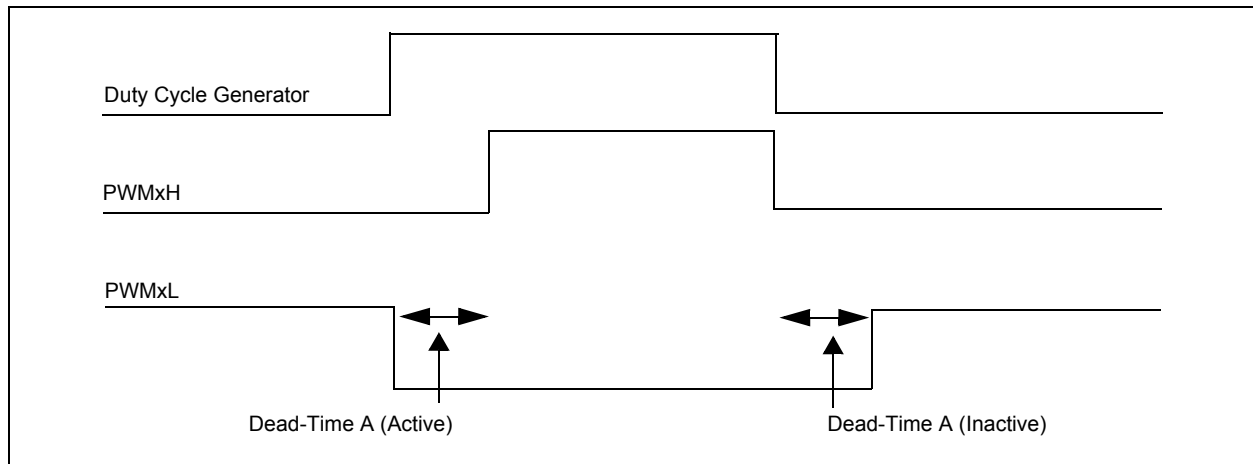 Duty Cycle Generator
PWMxH
PWMxL
Dead-Time A (Active)
Dead-Time A (Inactive)